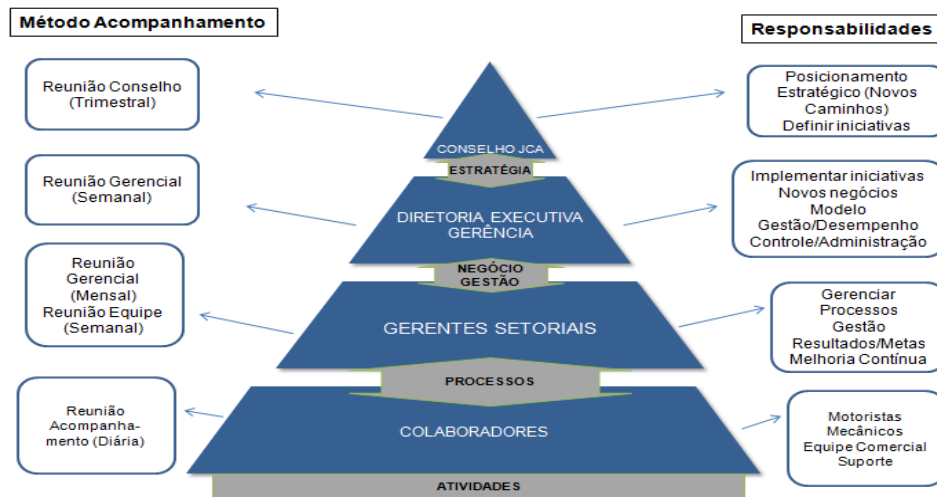 Método Acompanhamento
Responsabilidades
Reunião Conselho
(Trimestral)
Posicionamento
Estratégico (Novos
Caminhos)
Definir iniciativas
CONSELHO JCA
ESTRATÉGIA
Reunião Gerencial
(Semanal)
DIRETORIA EXECUTIVA
GERÊNCIA
Implementar iniciativas
Novos negócios
Modelo
Gestão/Desempenho
Controle/Administração
NEGÓCIO
GESTÃO
Reunião
Gerencial
(Mensal)
Reunião Equipe
(Semanal)
GERENTES SETORIAIS
Gerenciar
Processos
Gestão
Resultados/Metas
Melhoria Contínua
PROCESSOS
Reunião
Acompanha-
mento (Diária)
COLABORADORES
Motoristas
Mecânicos
Equipe Comercial
Suporte
ATIVIDADES